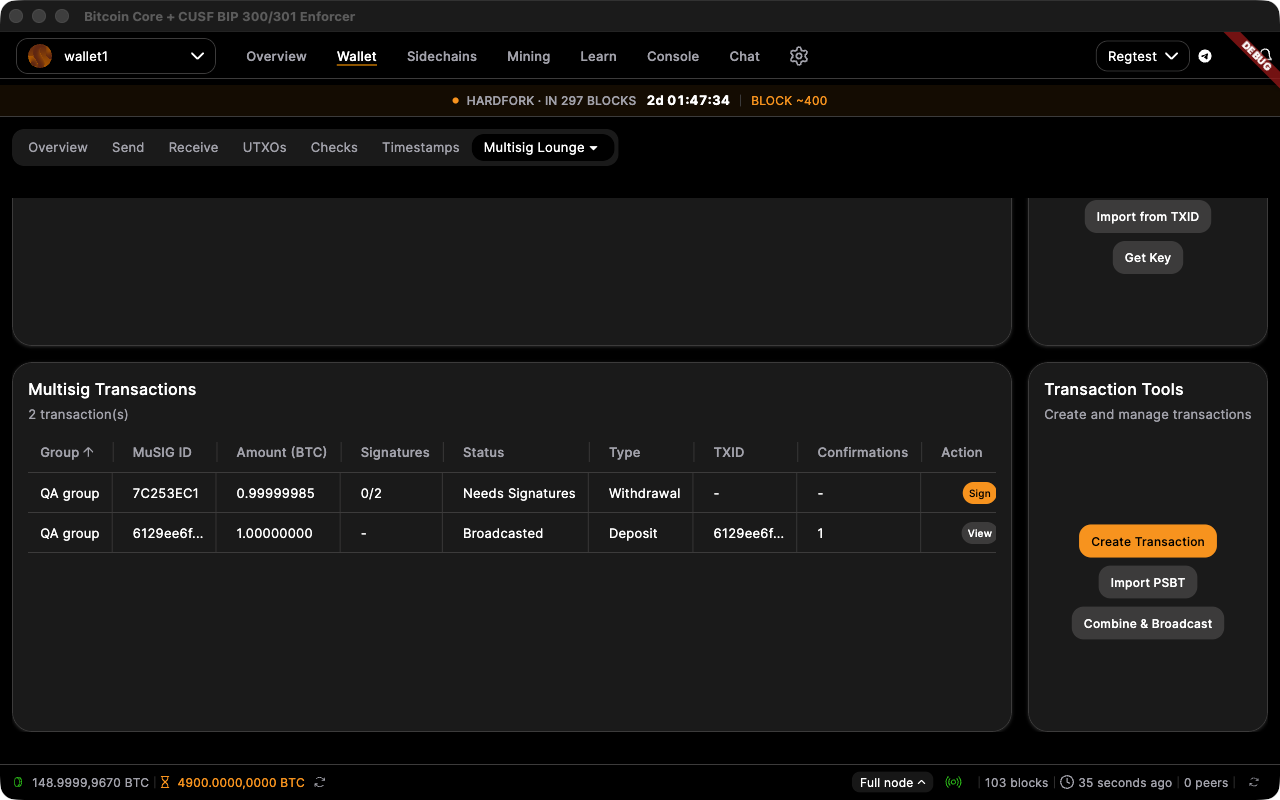 Bitcoin Core + CUSF BIP 300/301 Enforcer
wallet1
Overview
Wallet
Sidechains
Mining
Learn
Console
Chat
Regtest
DEBUG
HARDFORK · IN 297 BLOCKS 2d 01:47:34 BLOCK ~400
Overview
Send
Receive
UTXOs
Checks
Timestamps
Multisig Lounge
Import from TXID
Get Key
Multisig Transactions
2 transaction(s)
Group MuSIG ID Amount (BTC) Signatures Status Type TXID Confirmations Action
QA group 7C253EC1 0.99999985 0/2 Needs Signatures Withdrawal - - Sign
QA group 6129ee6f... 1.00000000 - Broadcasted Deposit 6129ee6f... 1 View
Transaction Tools
Create and manage transactions
Create Transaction
Import PSBT
Combine & Broadcast
148.9999,9670 BTC
4900.0000,0000 BTC
Full node
103 blocks
35 seconds ago
0 peers